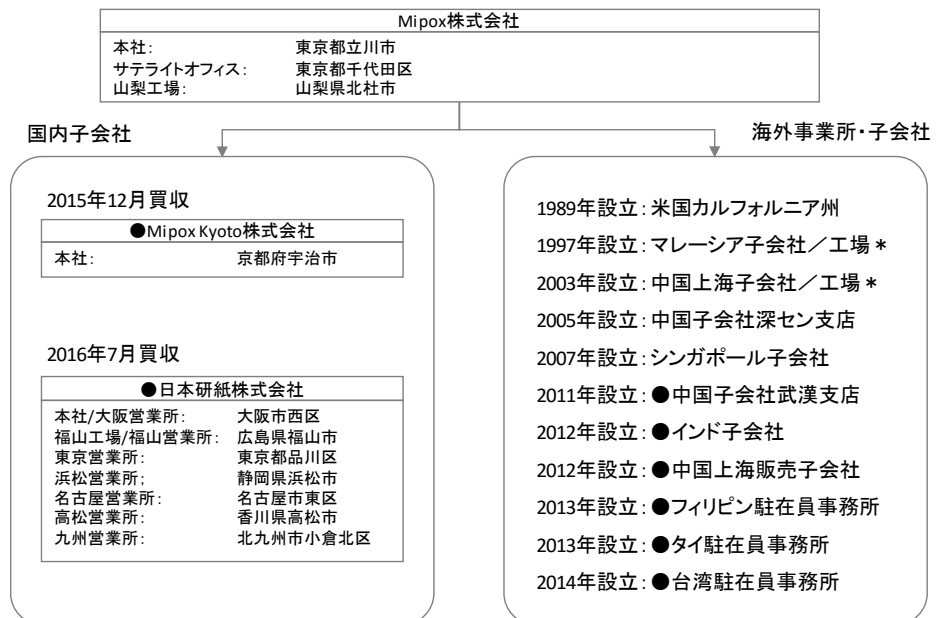 Mipox株式会社
本社: 東京都立川市
サテライトオフィス: 東京都千代田区
山梨工場: 山梨県北杜市
国内子会社
2015年12月買収
●Mipox Kyoto株式会社
本社: 京都府宇治市
2016年7月買収
●日本研紙株式会社
本社/大阪営業所: 大阪市西区
福山工場/福山営業所: 広島県福山市
東京営業所: 東京都品川区
浜松営業所; 静岡県浜松市
名古屋営業所: 名古屋市東区
高松営業所: 香川県高松市
九州営業所: 北九州市小倉北区
海外事業所・子会社
1989年設立：米国カルフォルニア州
1997年設立：マレーシア子会社／工場＊
2003年設立：中国上海子会社／工場＊
2005年設立：中国子会社深セン支店
2007年設立：シンガポール子会社
2011年設立：●中国子会社武漢支店
2012年設立：●インド子会社
2012年設立：●中国上海販売子会社
2013年設立：●フィリピン駐在員事務所
2013年設立：●タイ駐在員事務所
2014年設立：●台湾駐在員事務所